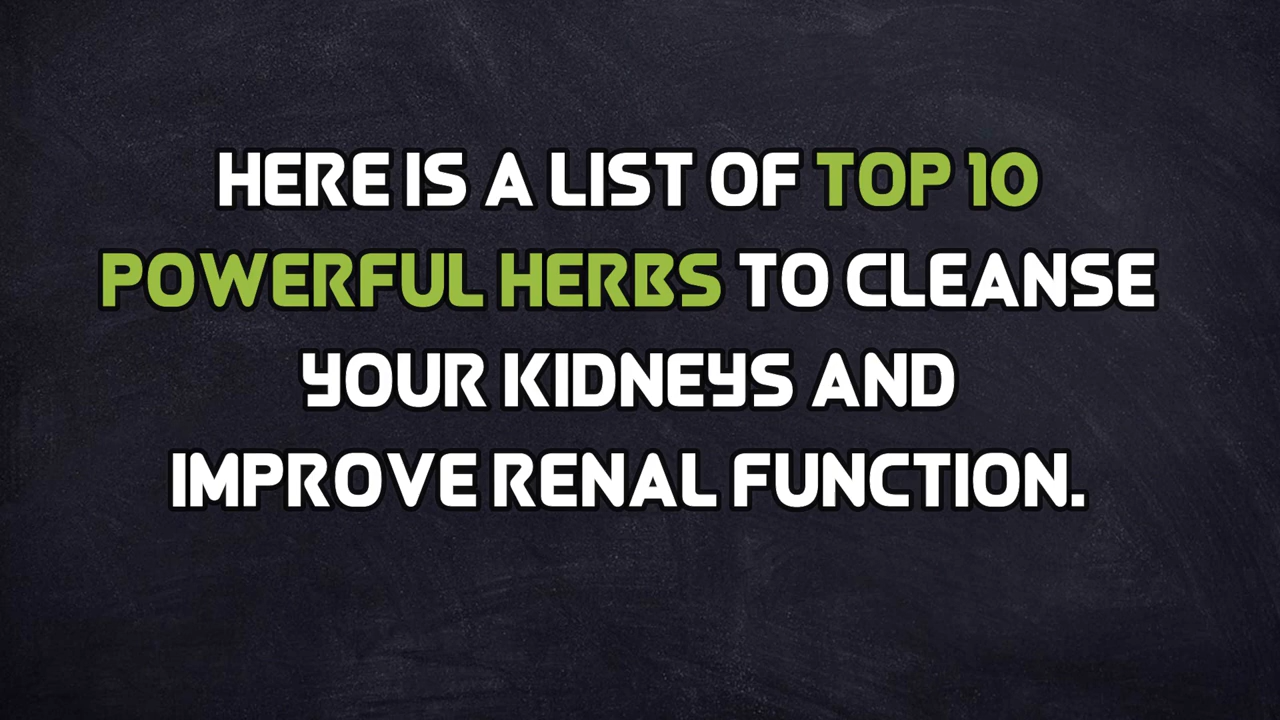 HERE IS A LIST OF TOP 10
POWERFUL HERBS TO CLEANSE
YOUR KIDNEYS AND
IMPROVE RENAL FUNCTION.